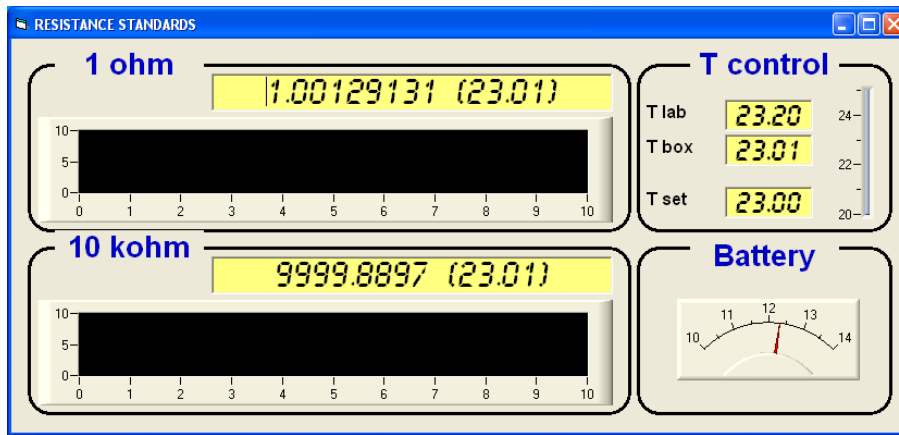 RESISTANCE STANDARDS
1 ohm
1.00129131 (23.01)
10
5
0
0 1 2 3 4 5 6 7 8 9 10
T control
T lab 23.20
T box 23.01
T set 23.00
24
22
20
10 kohm
9999.8897 (23.01)
10
5
0
0 1 2 3 4 5 6 7 8 9 10
Battery
10 11 12 13 14